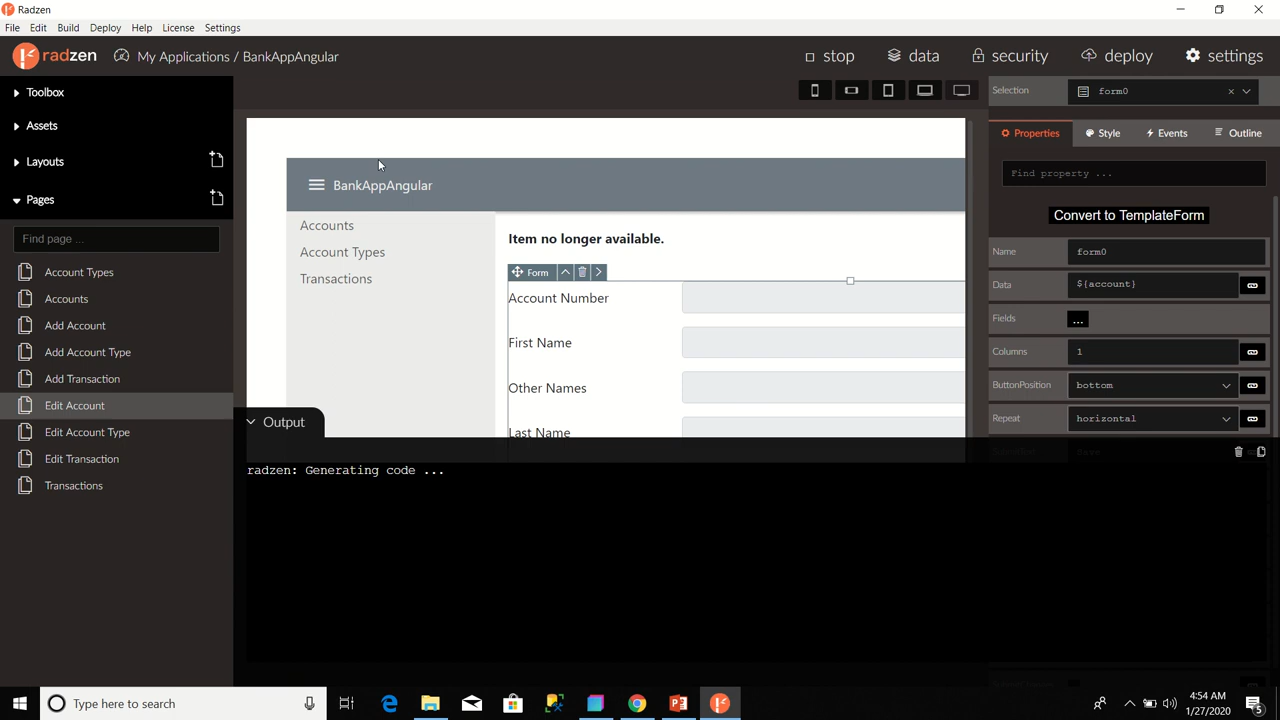 Radzen
File Edit Build Deploy Help License Settings
radzen My Applications / BankAppAngular stop data security deploy settings
Toolbox
Assets
Layouts
Pages
Find page ...
Account Types
Accounts
Add Account
Add Account Type
Add Transaction
Edit Account
Edit Account Type
Edit Transaction
Transactions
BankAppAngular
Accounts
Account Types
Transactions
Item no longer available.
Form
Account Number
First Name
Other Names
Last Name
Output
radzen: Generating code ...
Selection form0
Properties Style Events Outline
Find property ...
Convert to TemplateForm
Name form0
Data ${account}
Fields ...
Columns 1
ButtonPosition bottom
Repeat horizontal
Type here to search
4:54 AM
1/27/2020
5